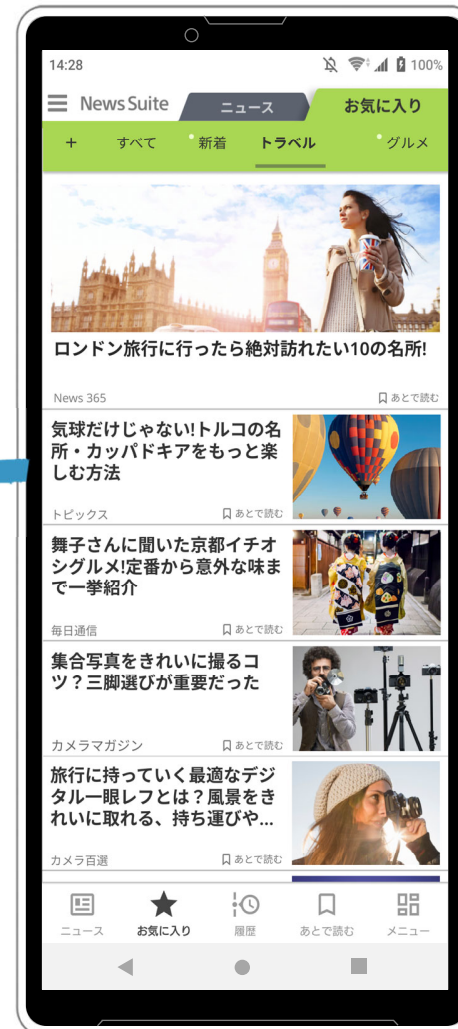 14:28
100%
News Suite
ニュース
お気に入り
+
すべて
新着
トラベル
グルメ
ロンドン旅行に行ったら絶対訪れたい10の名所!
News 365
あとで読む
気球だけじゃない!トルコの名
所・カッパドキアをもっと楽
しむ方法
トピックス
あとで読む
舞子さんに聞いた京都イチオ
シグルメ!定番から意外な味ま
で一挙紹介
毎日通信
あとで読む
集合写真をきれいに撮るコ
ツ？三脚選びが重要だった
カメラマガジン
あとで読む
旅行に持っていく最適なデジ
タル一眼レフとは？風景をき
れいに取れる、持ち運びや...
カメラ百選
あとで読む
ニュース
お気に入り
履歴
あとで読む
メニュー